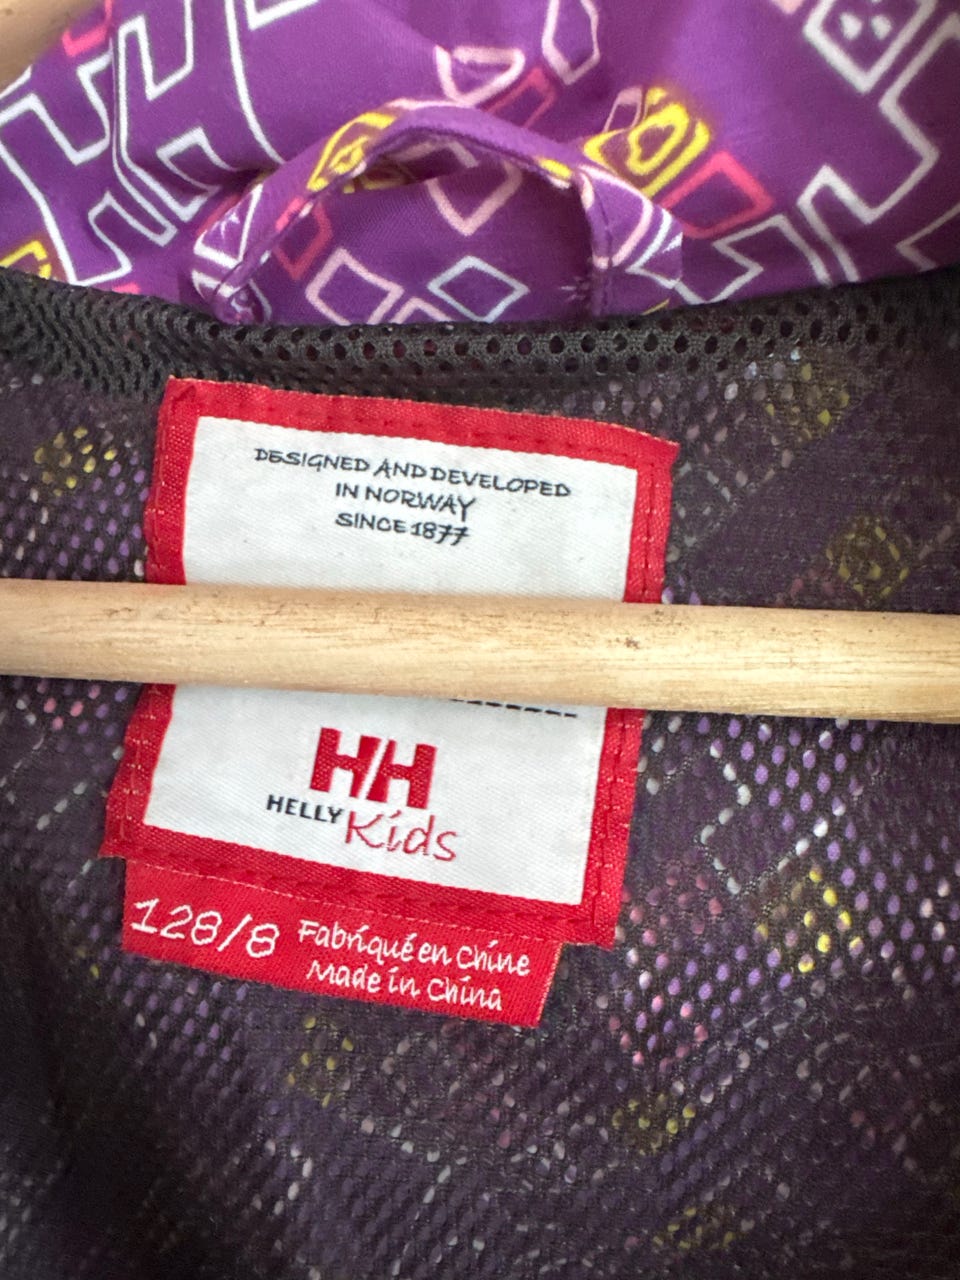 DESIGNED AND DEVELOPED
IN NORWAY
SINCE 1877
HH
HELLY Kids
128/8 Fabriqué en Chine
Made in China